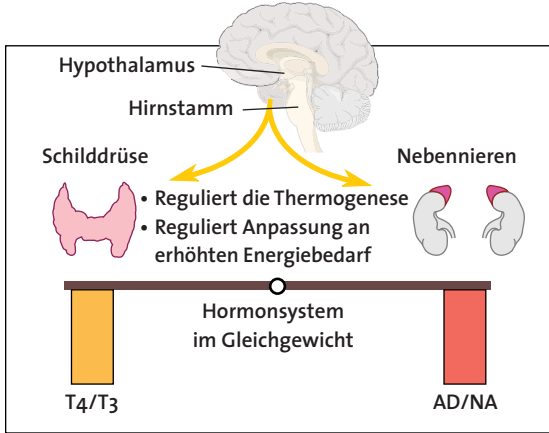 Hypothalamus
Hirnstamm
Schilddrüse
Nebennieren
• Reguliert die Thermogenese
• Reguliert Anpassung an
erhöhten Energiebedarf
Hormonsystem
im Gleichgewicht
T4/T3
AD/NA